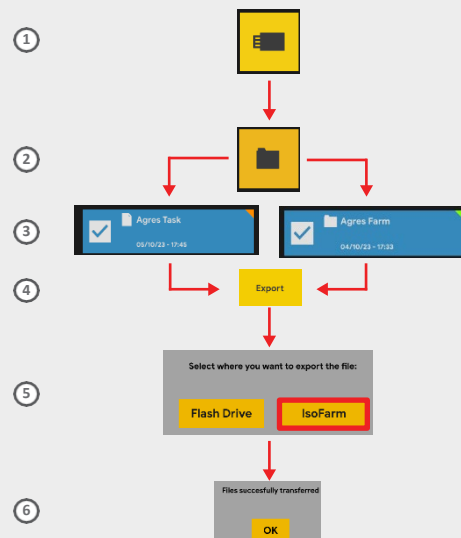 1
2
3
Agres Task
05/10/23 - 17:45
Agres Farm
04/10/23 - 17:33
4
Export
5
Select where you want to export the file:
Flash Drive
IsoFarm
6
Files succesfully transferred
OK